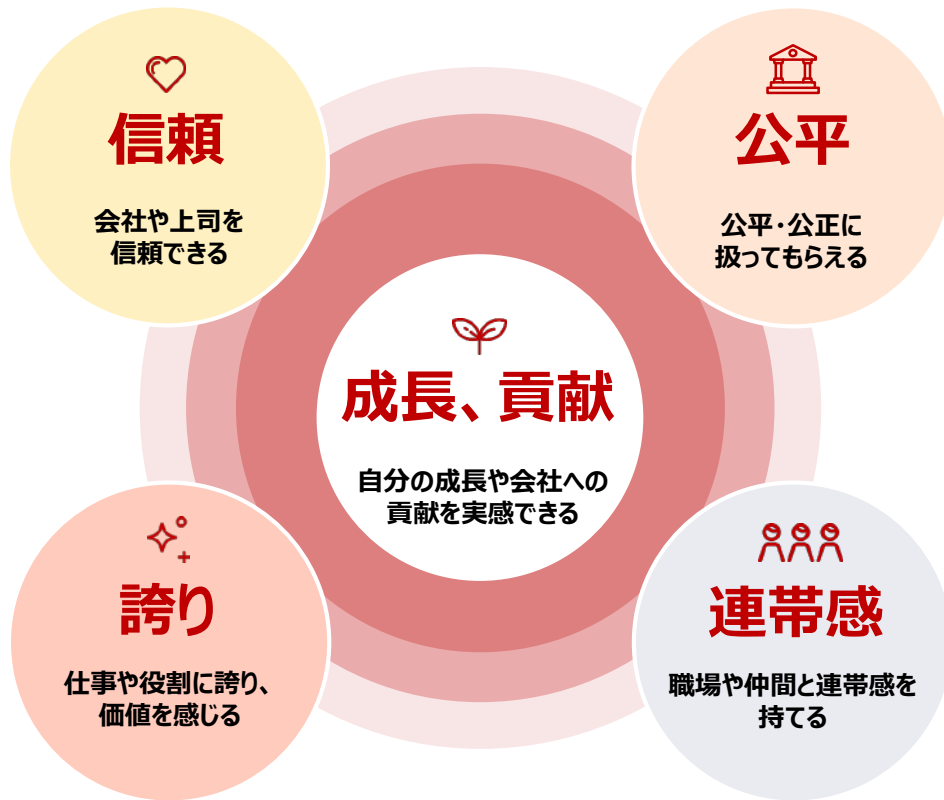 信頼
会社や上司を
信頼できる
公平
公平・公正に
扱ってもらえる
成長、貢献
自分の成長や会社への
貢献を実感できる
誇り
仕事や役割に誇り、
価値を感じる
連帯感
職場や仲間と連帯感を
持てる